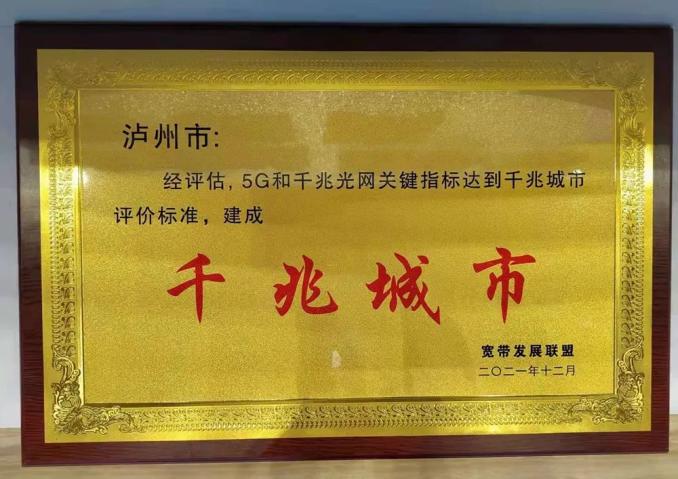 泸州市:
经评估, 5G和千兆光网关键指标达到千兆城市
评价标准，建成
千兆城市
宽带发展联盟
二〇二一年十二月